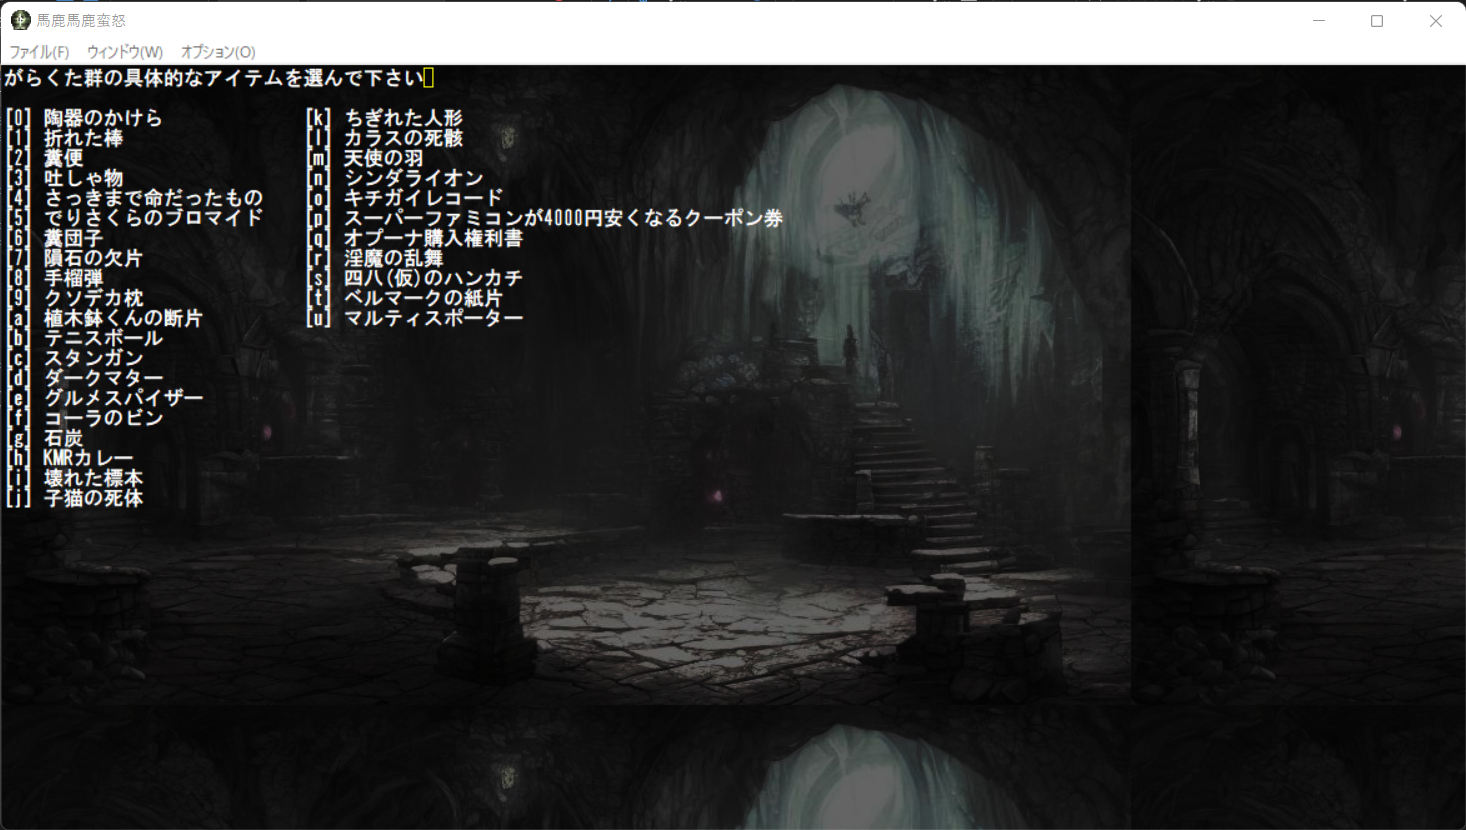 馬鹿馬鹿蛮怒
ファイル(F) ウィンドウ(W) オプション(O)
がらくた群の具体的なアイテムを選んで下さい
[0] 陶器のかけら
[1] 折れた棒
[2] 糞便
[3] 吐しゃ物
[4] さっきまで命だったもの
[5] でりさくらのブロマイド
[6] 糞団子
[7] 隕石の欠片
[8] 手榴弾
[9] クソデカ枕
[a] 植木鉢くんの断片
[b] テニスボール
[c] スタンガン
[d] ダークマター
[e] グルメスパイザー
[f] コーラのビン
[g] 石炭
[h] KMRカレー
[i] 壊れた標本
[j] 子猫の死体
[k] ちぎれた人形
[l] カラスの死骸
[m] 天使の羽
[n] シンダライオン
[o] キチガイレコード
[p] スーパーファミコンが4000円安くなるクーポン券
[q] オプーナ購入権利書
[r] 淫魔の乱舞
[s] 四八(仮)のハンカチ
[t] ベルマークの紙片
[u] マルティスポーター